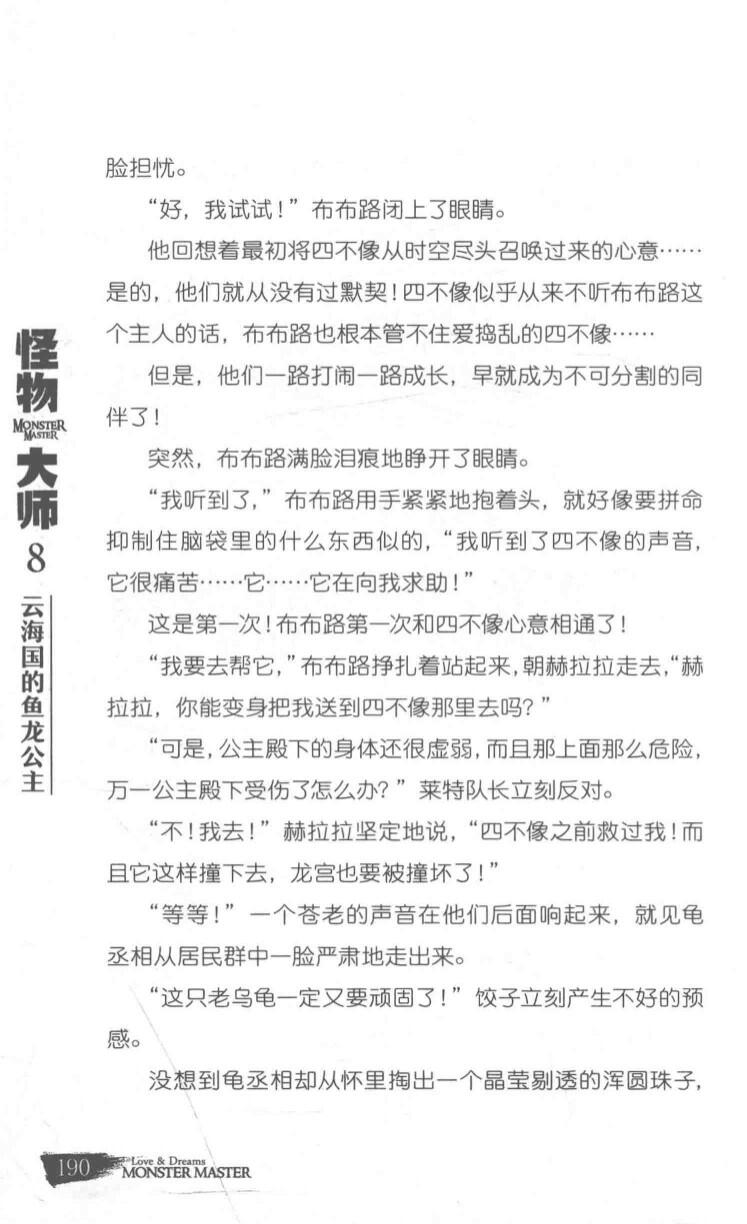 脸担忧。
“好，我试试！”布布路闭上了眼睛。
他回想着最初将四不像从时空尽头召唤过来的心意……
是的，他们就从没有过默契！四不像似乎从来不听布布路这
个主人的话，布布路也根本管不住爱捣乱的四不像……
但是，他们一路打闹一路成长，早就成为不可分割的同
伴了！
突然，布布路满脸泪痕地睁开了眼睛。
“我听到了，”布布路用手紧紧地抱着头，就好像要拼命
抑制住脑袋里的什么东西似的，“我听到了四不像的声音，
它很痛苦……它……它在向我求助！”
这是第一次！布布路第一次和四不像心意相通了！
“我要去帮它，”布布路挣扎着站起来，朝赫拉拉走去，“赫
拉拉，你能变身把我送到四不像那里去吗？”
“可是，公主殿下的身体还很虚弱，而且那上面那么危险，
万一公主殿下受伤了怎么办？”莱特队长立刻反对。
“不！我去！”赫拉拉坚定地说，“四不像之前救过我！而
且它这样撞下去，龙宫也要被撞坏了！”
“等等！”一个苍老的声音在他们后面响起来，就见龟
丞相从居民群中一脸严肃地走出来。
“这只老乌龟一定又要顽固了！”饺子立刻产生不好的预
感。
没想到龟丞相却从怀里掏出一个晶莹剔透的浑圆珠子，
怪物
MONSTER
MASTER
大师
8
云海国的鱼龙公主
190
Love & Dreams
MONSTER MASTER